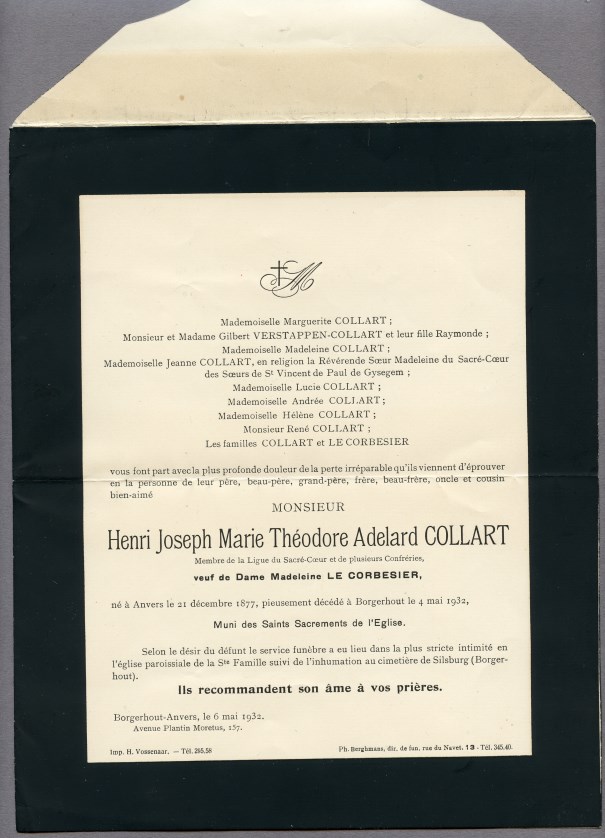 M
Mademoiselle Marguerite COLLART ;
Monsieur et Madame Gilbert VERSTAPPEN-COLLART et leur fille Raymonde ;
Mademoiselle Madeleine COLLART ;
Mademoiselle Jeanne COLLART, en religion la Révérende Sœur Madeleine du Sacré-Cœur
des Sœurs de St Vincent de Paul de Gysegem ;
Mademoiselle Lucie COLLART ;
Mademoiselle Andrée COLLART ;
Mademoiselle Hélène COLLART ;
Monsieur René COLLART ;
Les familles COLLART et LE CORBESIER
vous font part avec la plus profonde douleur de la perte irréparable qu'ils viennent d'éprouver
en la personne de leur père, beau-père, grand-père, frère, beau-frère, oncle et cousin
bien-aimé
MONSIEUR
Henri Joseph Marie Théodore Adelard COLLART
Membre de la Ligue du Sacré-Cœur et de plusieurs Confréries,
veuf de Dame Madeleine LE CORBESIER,
né à Anvers le 21 décembre 1877, pieusement décédé à Borgerhout le 4 mai 1932,
Muni des Saints Sacrements de l'Eglise.
Selon le désir du défunt le service funèbre a eu lieu dans la plus stricte intimité en
l'église paroissiale de la Ste Famille suivi de l'inhumation au cimetière de Silsburg (Borger-
hout).
Ils recommandent son âme à vos prières.
Borgerhout-Anvers, le 6 mai 1932.
Avenue Plantin Moretus, 137.
Imp. H. Vossenaar. — Tél. 295.58
Ph. Berghmans, dir. de fun. rue du Navet. 13 - Tél. 345.40.